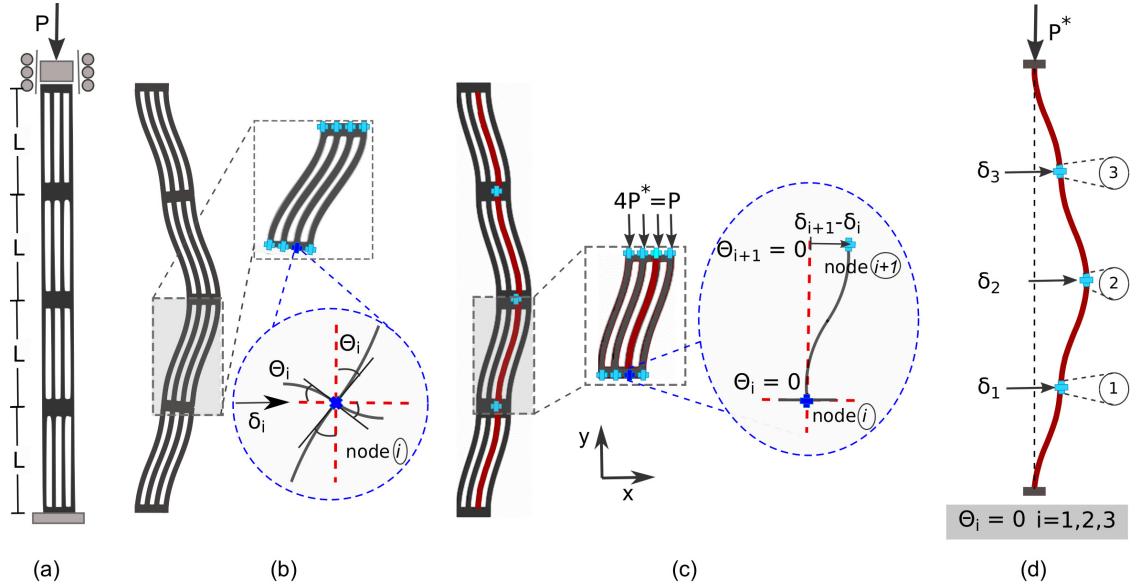 P
L
L
L
L
(a)
Θi
Θi
δi
node i
(b)
4P*=P
y
x
δi+1-δi
Θi+1= 0
node i+1
Θi = 0
node i
(c)
P*
δ3
3
δ2
2
δ1
1
Θi = 0 i=1,2,3
(d)